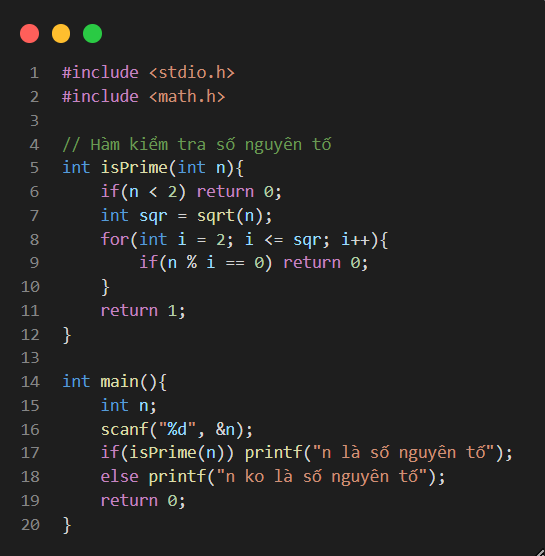 1 #include <stdio.h>
2 #include <math.h>
3
4 // Hàm kiểm tra số nguyên tố
5 int isPrime(int n){
6     if(n < 2) return 0;
7     int sqr = sqrt(n);
8     for(int i = 2; i <= sqr; i++){
9         if(n % i == 0) return 0;
10     }
11     return 1;
12 }
13
14 int main(){
15     int n;
16     scanf("%d", &n);
17     if(isPrime(n)) printf("n là số nguyên tố");
18     else printf("n ko là số nguyên tố");
19     return 0;
20 }